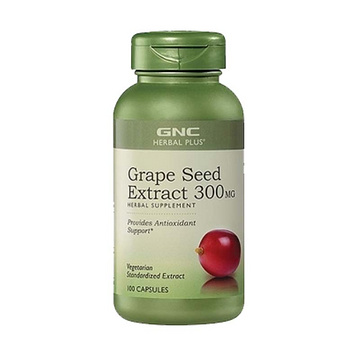 GNC
HERBAL PLUS®
Grape Seed
Extract 300MG
HERBAL SUPPLEMENT
Provides Antioxidant
Support*
Vegetarian
Standardized Extract
100 CAPSULES